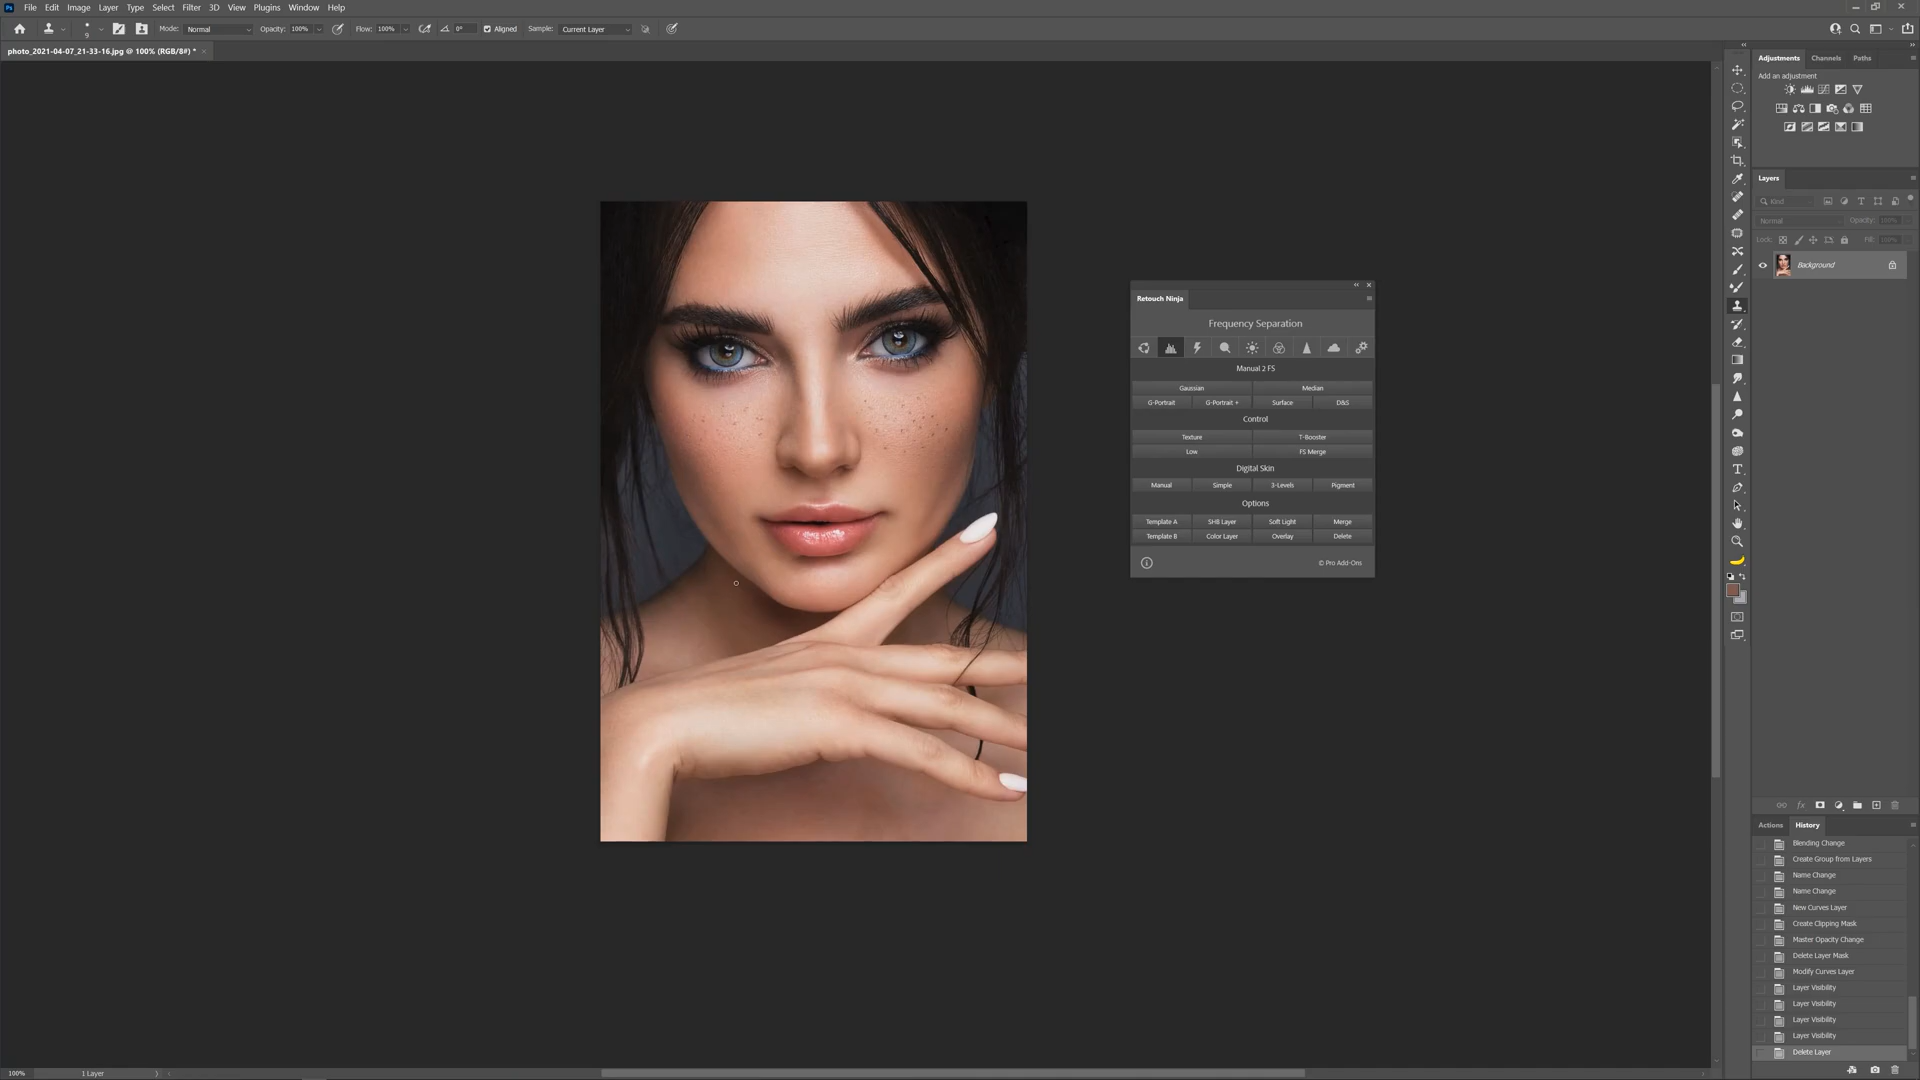 Ps File Edit Image Layer Type Select Filter 3D View Plugins Window Help
9 Mode: Normal Opacity: 100% Flow: 100% 0° Aligned Sample: Current Layer
photo_2021-04-07_21-33-16.jpg @ 100% (RGB/8#) * ×
Adjustments Channels Paths
Add an adjustment
Layers
Kind
Normal Opacity: 100%
Lock: Fill: 100%
Background
Retouch Ninja
Frequency Separation
Manual 2 FS
Gaussian Median
G-Portrait G-Portrait + Surface D&S
Control
Texture T-Booster
Low FS Merge
Digital Skin
Manual Simple 3-Levels Pigment
Options
Template A SHB Layer Soft Light Merge
Template B Color Layer Overlay Delete
© Pro Add-Ons
fx
Actions History
Blending Change
Create Group from Layers
Name Change
Name Change
New Curves Layer
Create Clipping Mask
Master Opacity Change
Delete Layer Mask
Modify Curves Layer
Layer Visibility
Layer Visibility
Layer Visibility
Layer Visibility
Delete Layer
100% 1 Layer